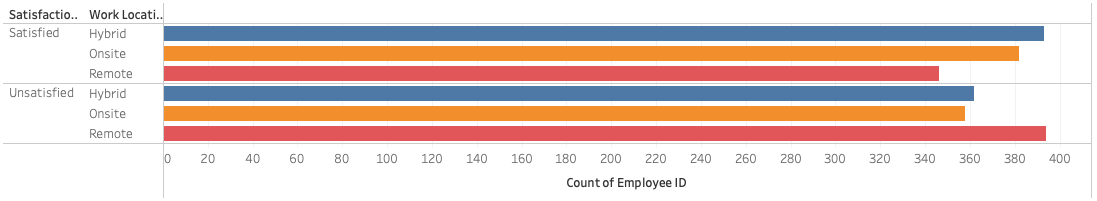 Satisfactio.. Work Locati..
Satisfied Hybrid
Onsite
Remote
Unsatisfied Hybrid
Onsite
Remote
0 20 40 60 80 100 120 140 160 180 200 220 240 260 280 300 320 340 360 380 400
Count of Employee ID